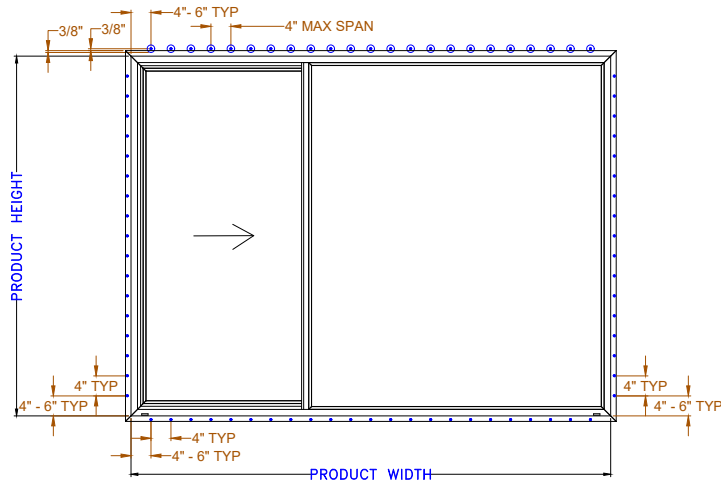 4"- 6" TYP
3/8"
3/8"
4" MAX SPAN
PRODUCT HEIGHT
4" TYP
4" - 6" TYP
4" TYP
4" - 6" TYP
4" TYP
4" - 6" TYP
PRODUCT WIDTH